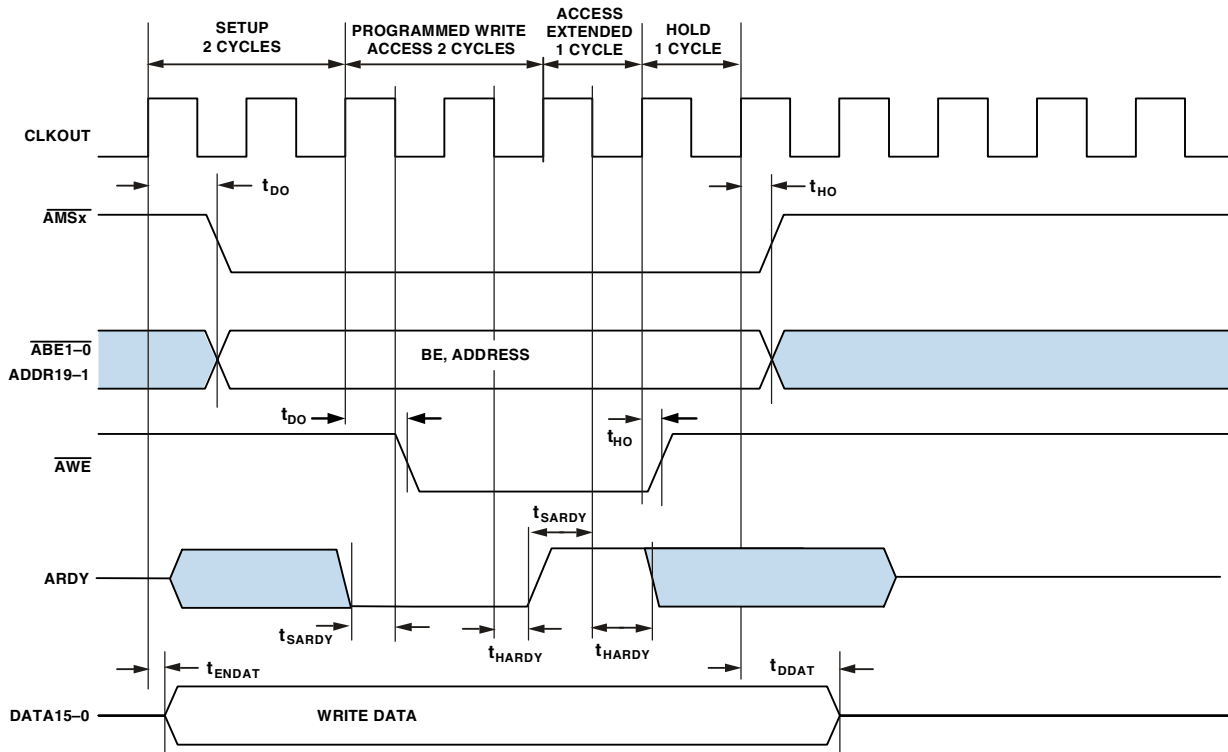 SETUP
2 CYCLES
PROGRAMMED WRITE
ACCESS 2 CYCLES
ACCESS
EXTENDED
1 CYCLE
HOLD
1 CYCLE
CLKOUT
tDO
tHO
AMSx
ABE1–0
ADDR19–1
BE, ADDRESS
tDO
tHO
AWE
tSARDY
ARDY
tSARDY
tHARDY
tHARDY
tENDAT
tDDAT
DATA15–0
WRITE DATA